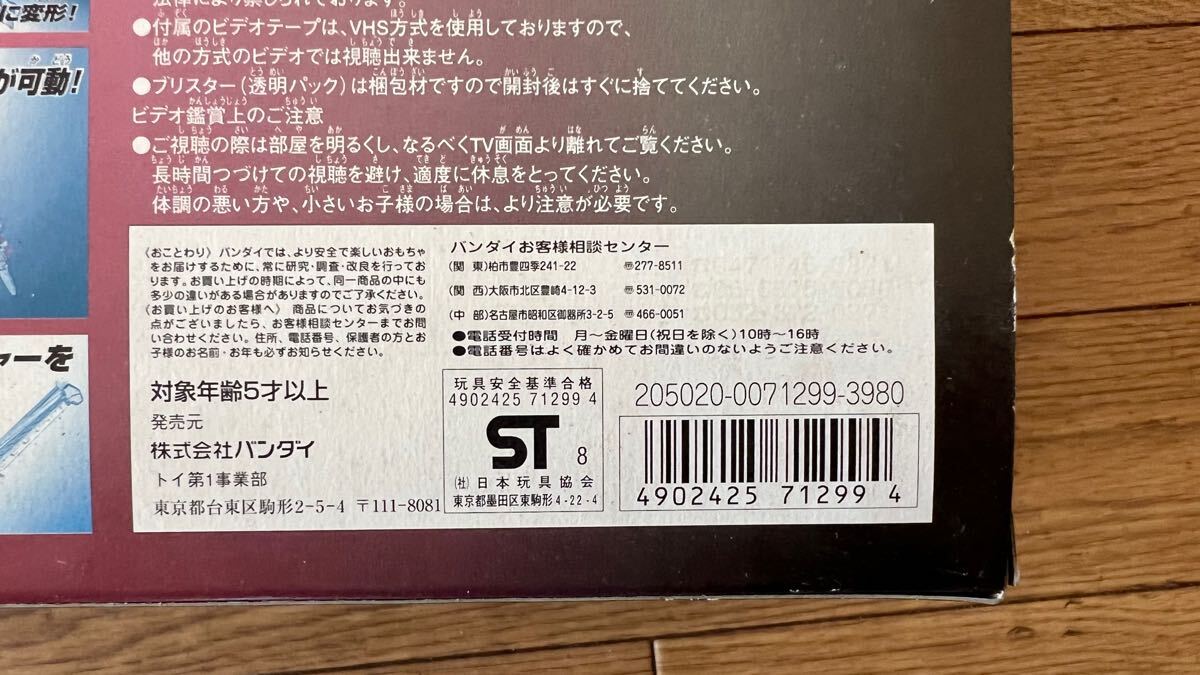 に変形!
が可動!
ャーを
法律により禁じられております。
●付属のビデオテープは、VHS方式を使用しておりますので、
他の方式のビデオでは視聴出来ません。
●ブリスター(透明パック)は梱包材ですので開封後はすぐに捨ててください。
ビデオ鑑賞上のご注意
●ご視聴の際は部屋を明るくし、なるべくTV画面より離れてご覧ください。
長時間つづけての視聴を避け、適度に休息をとってください。
体調の悪い方や、小さいお子様の場合は、より注意が必要です。
〈おことわり〉バンダイでは、より安全で楽しいおもちゃ
をお届けするために、常に研究・調査・改良を行っており
ます。お買い上げの時期によって、同一商品の中にも
多少の違いがある場合がありますのでご了承ください。
〈お買い上げのお客様へ〉商品についてお気づきの
点がございましたら、お客様相談センターまでお問
い合わせください。住所、電話番号、保護者の方とお
子様のお名前・お年も必ずお知らせください。
バンダイお客様相談センター
(関 東)柏市豊四季241-22 〒277-8511
(関 西)大阪市北区豊崎4-12-3 〒531-0072
(中 部)名古屋市昭和区御器所3-2-5 〒466-0051
●電話受付時間 月〜金曜日(祝日を除く)10時〜16時
●電話番号はよく確かめてお間違いのないようご注意ください。
対象年齢5才以上
発売元
株式会社バンダイ
トイ第1事業部
東京都台東区駒形2-5-4 〒111-8081
玩具安全基準合格
4902425 71299 4
ST 8
(社)日本玩具協会
東京都墨田区東駒形4-22-4
205020-0071299-3980
4902425 712994